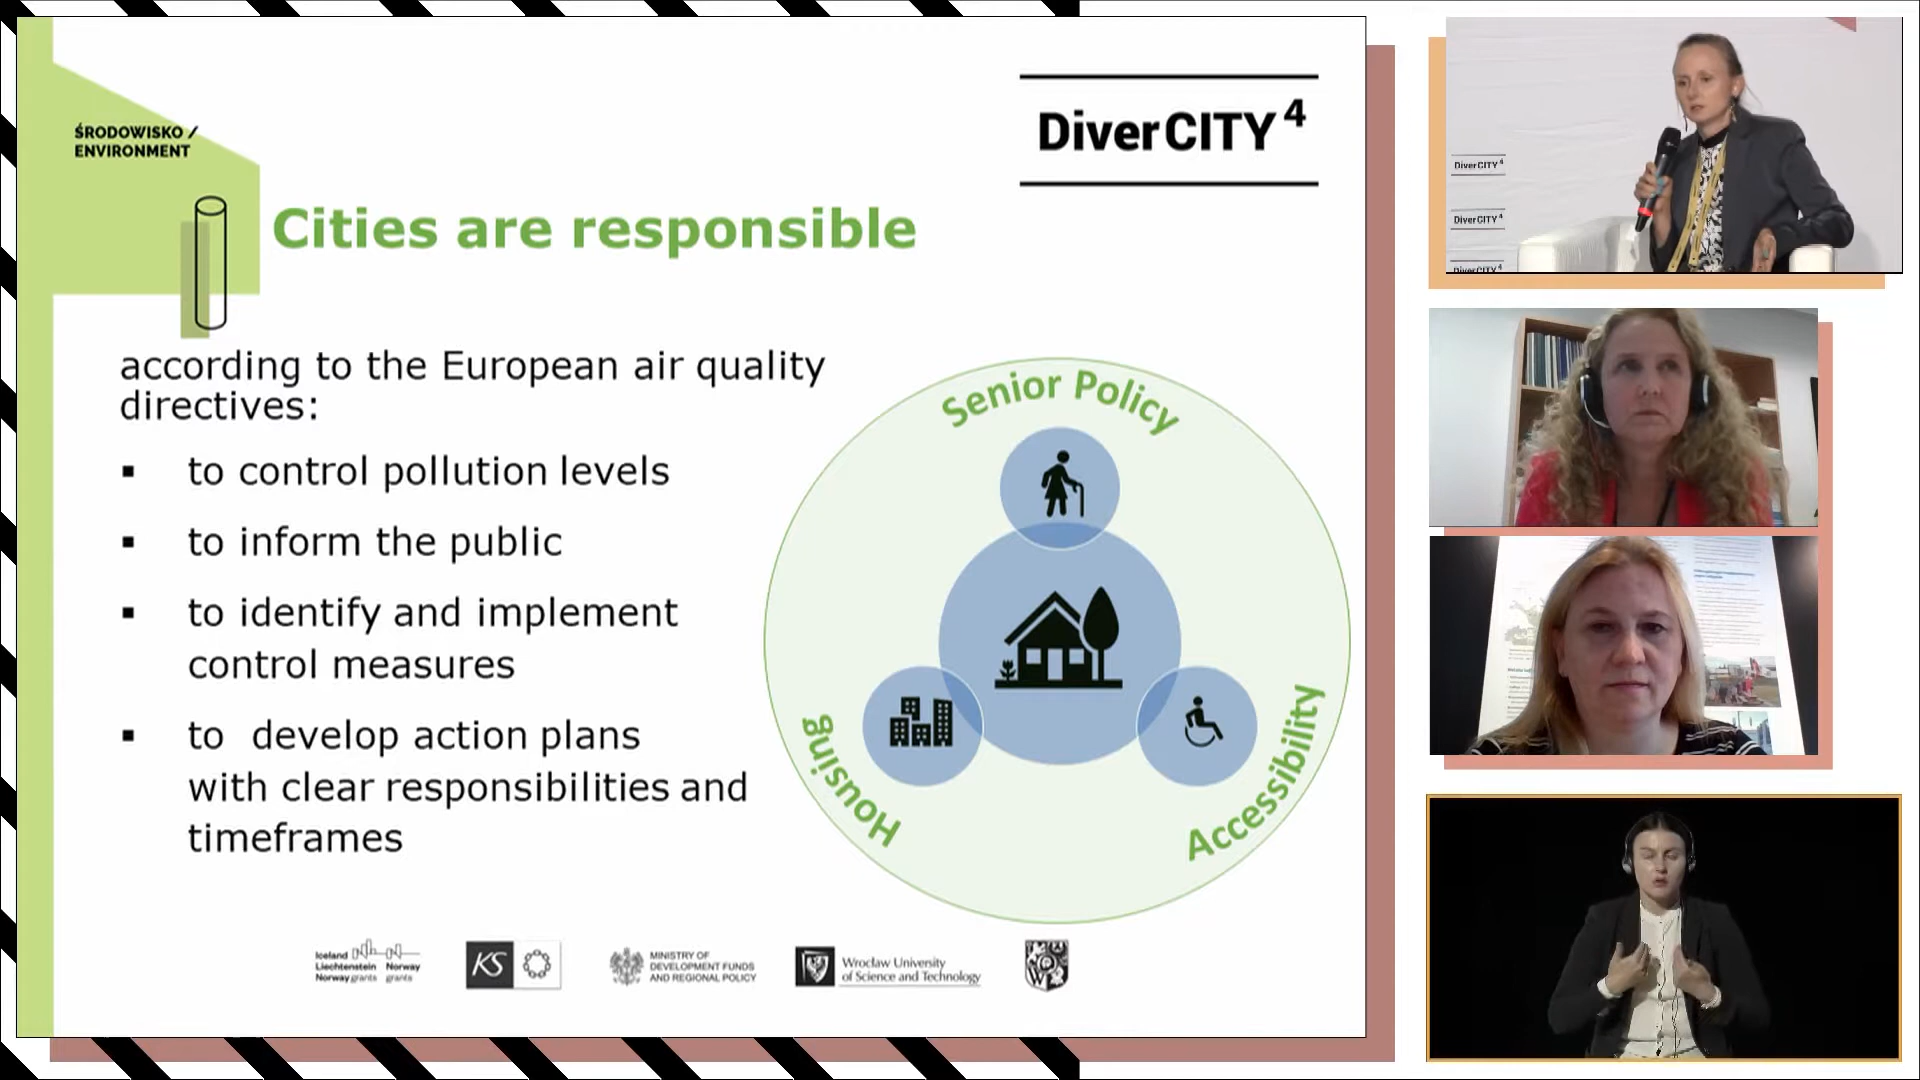 ŚRODOWISKO /
ENVIRONMENT
DiverCITY 4
Cities are responsible
according to the European air quality
directives:
▪ to control pollution levels
▪ to inform the public
▪ to identify and implement
control measures
▪ to develop action plans
with clear responsibilities and
timeframes
Senior Policy
Housing
Accessibility
Iceland
Liechtenstein Norway
Norway grants grants
KS
MINISTRY OF
DEVELOPMENT FUNDS
AND REGIONAL POLICY
Wrocław University
of Science and Technology
W
DiverCITY 4
DiverCITY 4
DiverCITY 4